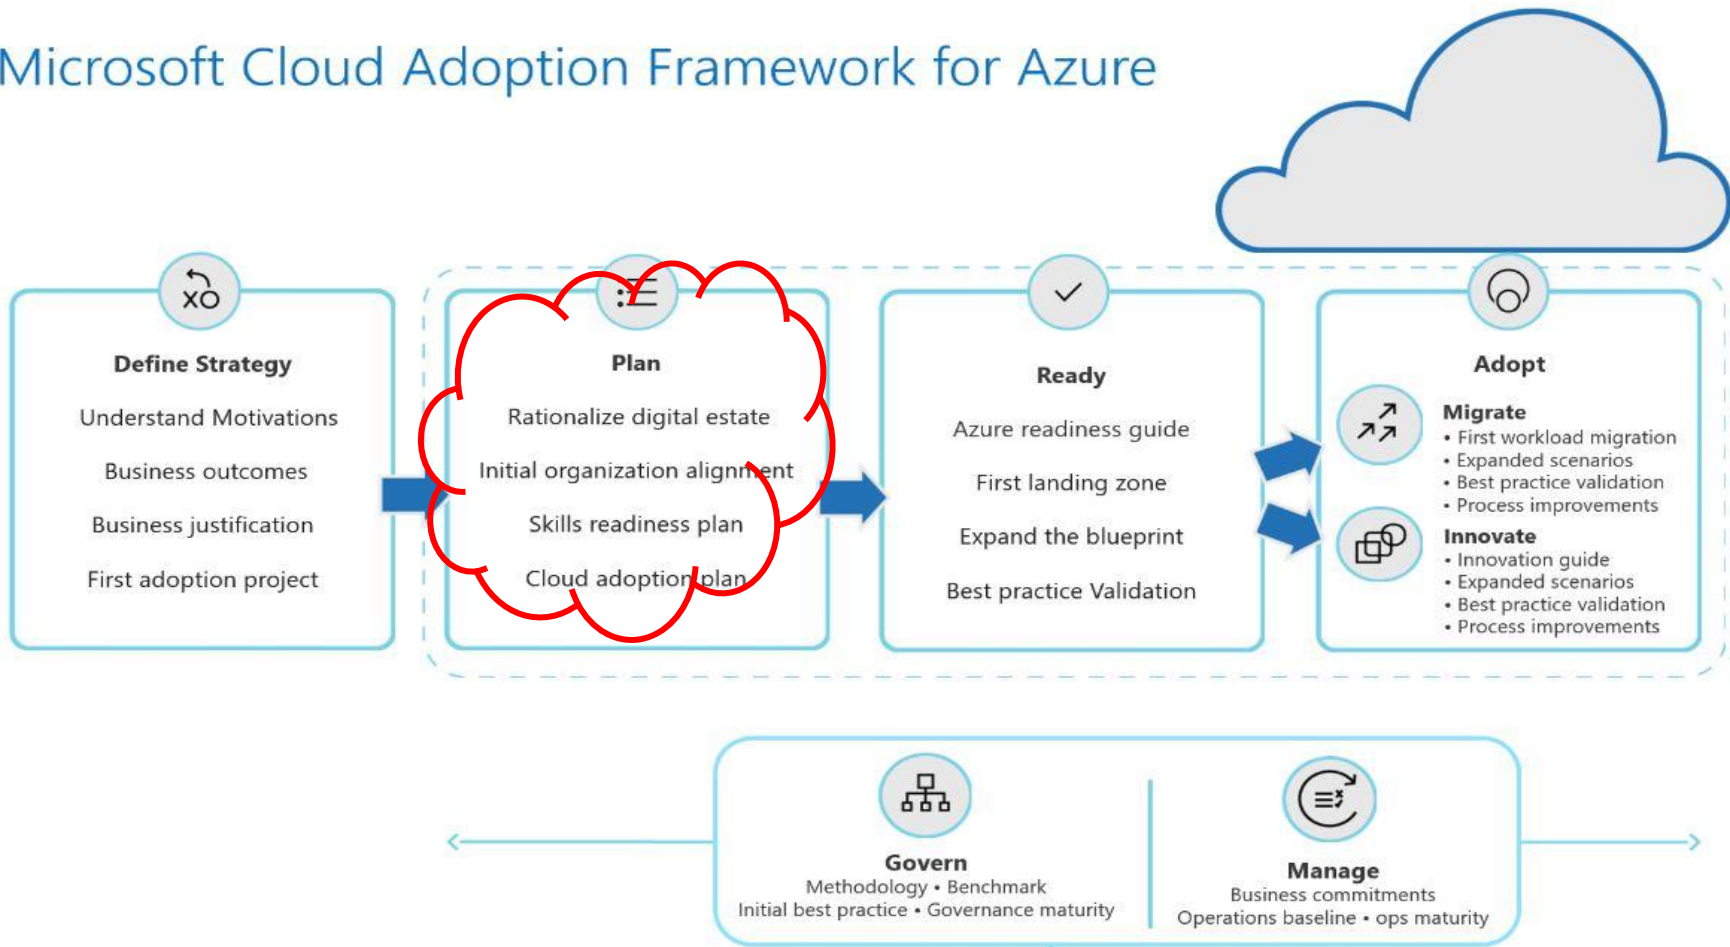 Microsoft Cloud Adoption Framework for Azure
Define Strategy
Understand Motivations
Business outcomes
Business justification
First adoption project
Plan
Rationalize digital estate
Initial organization alignment
Skills readiness plan
Cloud adoption plan
Ready
Azure readiness guide
First landing zone
Expand the blueprint
Best practice Validation
Adopt
Migrate
• First workload migration
• Expanded scenarios
• Best practice validation
• Process improvements
Innovate
• Innovation guide
• Expanded scenarios
• Best practice validation
• Process improvements
Govern
Methodology • Benchmark
Initial best practice • Governance maturity
Manage
Business commitments
Operations baseline • ops maturity